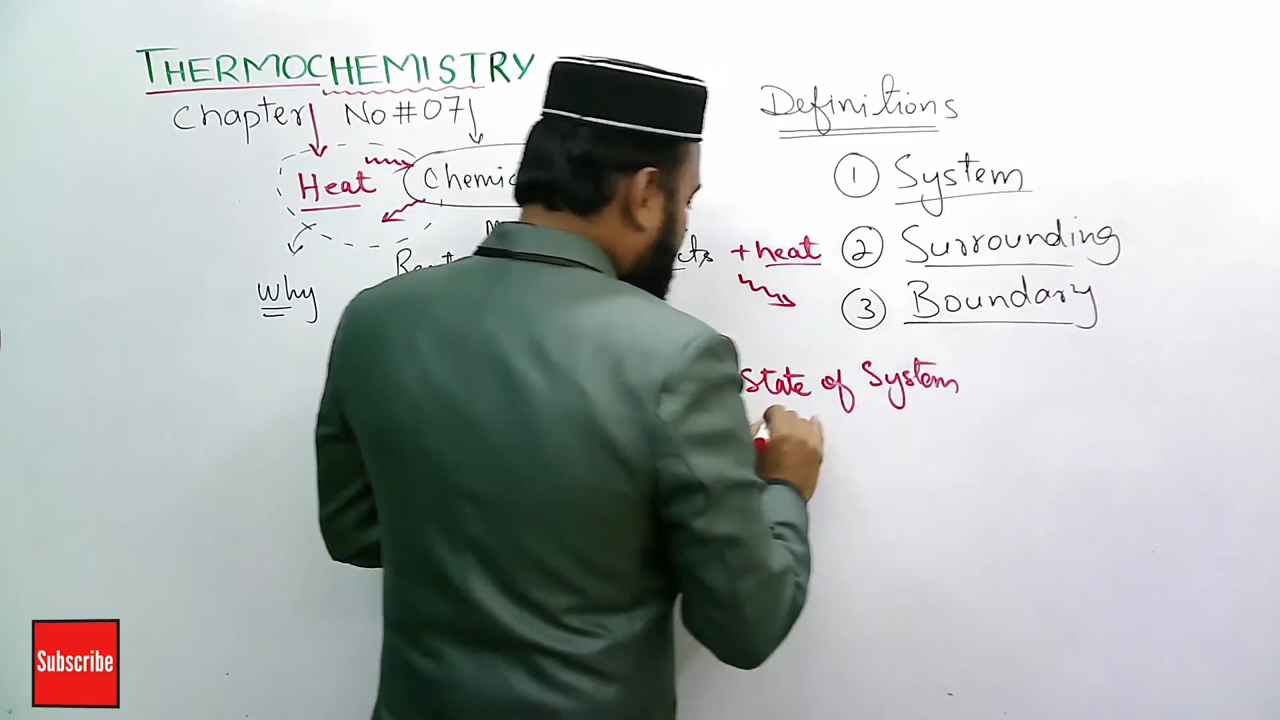 THERMOCHEMISTRY
Chapter No#07
Heat
Why
+ heat
Definitions
① System
② Surrounding
③ Boundary
State of System
Subscribe